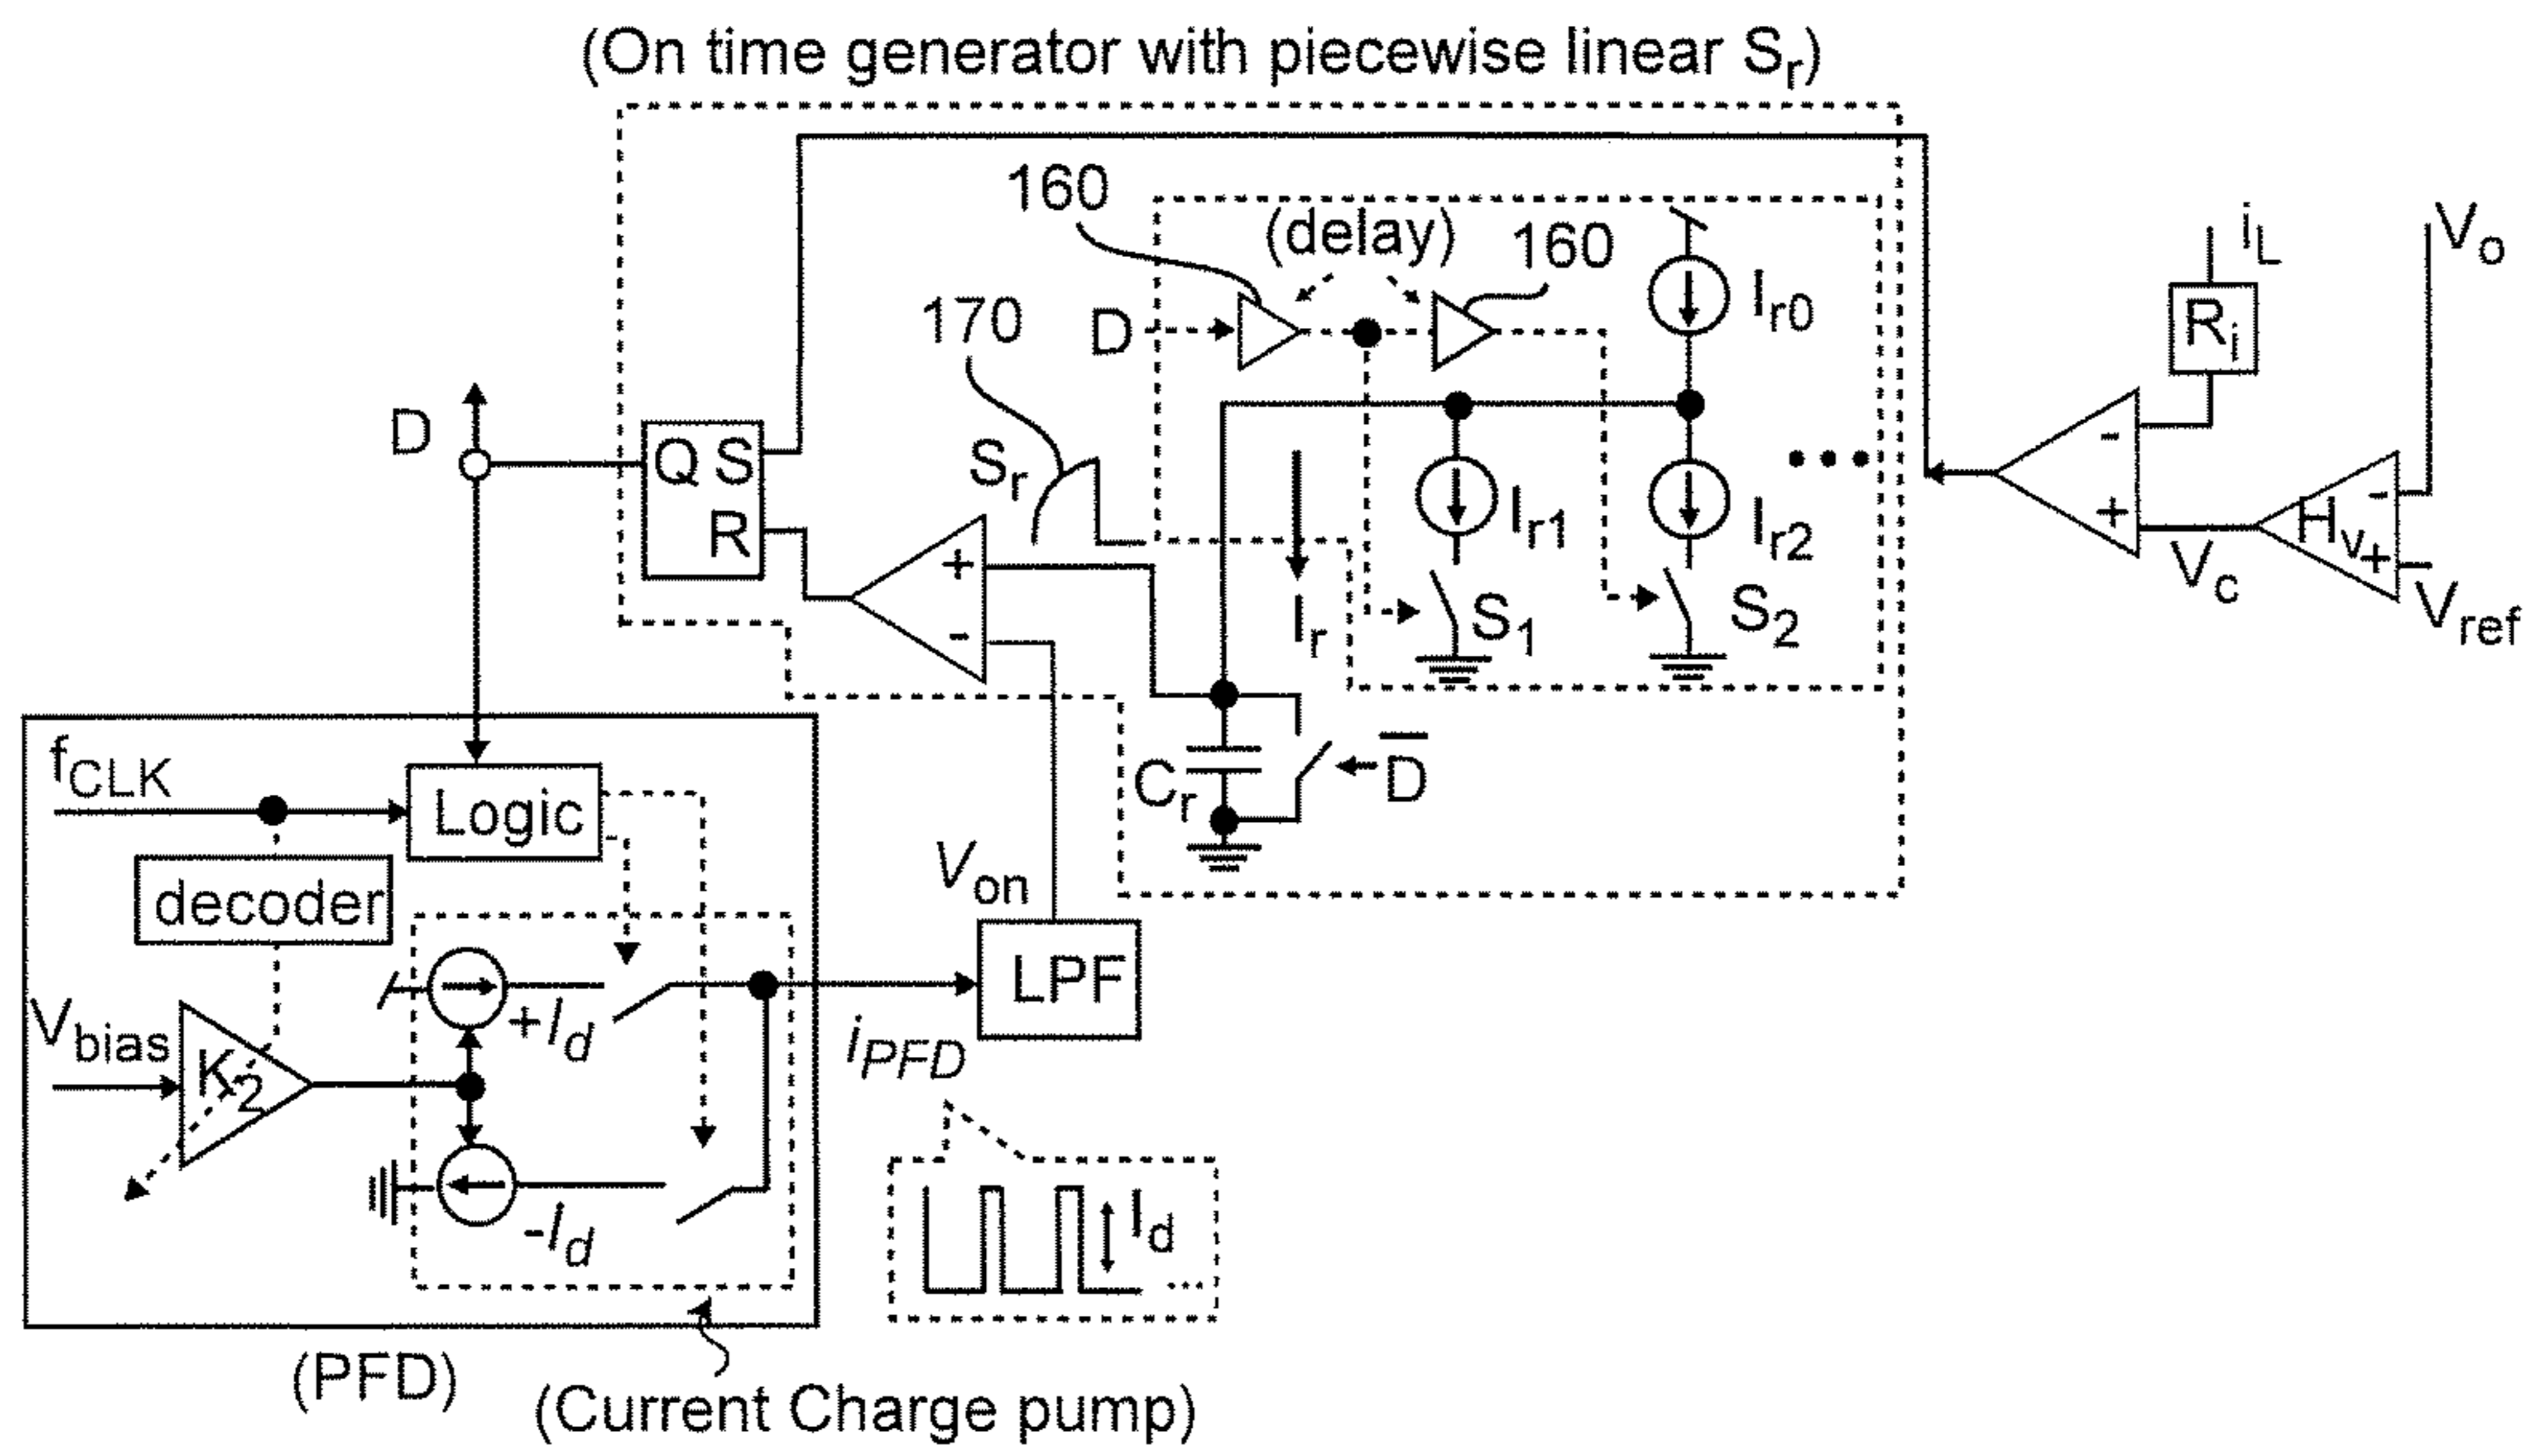 (On time generator with piecewise linear Sr)
160
(delay)
160
Ir0
iL
Vo
170
D
Ri
D
Q S
R
Sr
Ir1
Ir2
...
-
+
Hv
-
+
Vc
Vref
+
-
Ir
S1
S2
fCLK
Logic
Cr
D̅
decoder
Von
LPF
Vbias
K2
+Id
iPFD
-Id
Id
...
(PFD)
(Current Charge pump)